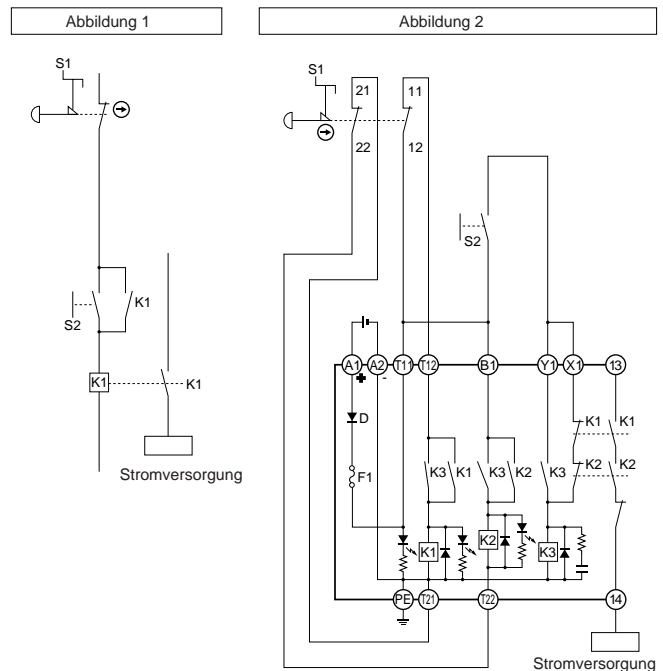 Abbildung 1
Abbildung 2
S1
S2
K1
K1
K1
Stromversorgung
S1
21
11
22
12
S2
A1 A2 T11 T12 B1 Y1 X1 13
+ -
D
F1
K1 K1
K3 K1 K3 K2 K3 K2 K2
K1 K2 K3
PE T21 T22 14
Stromversorgung